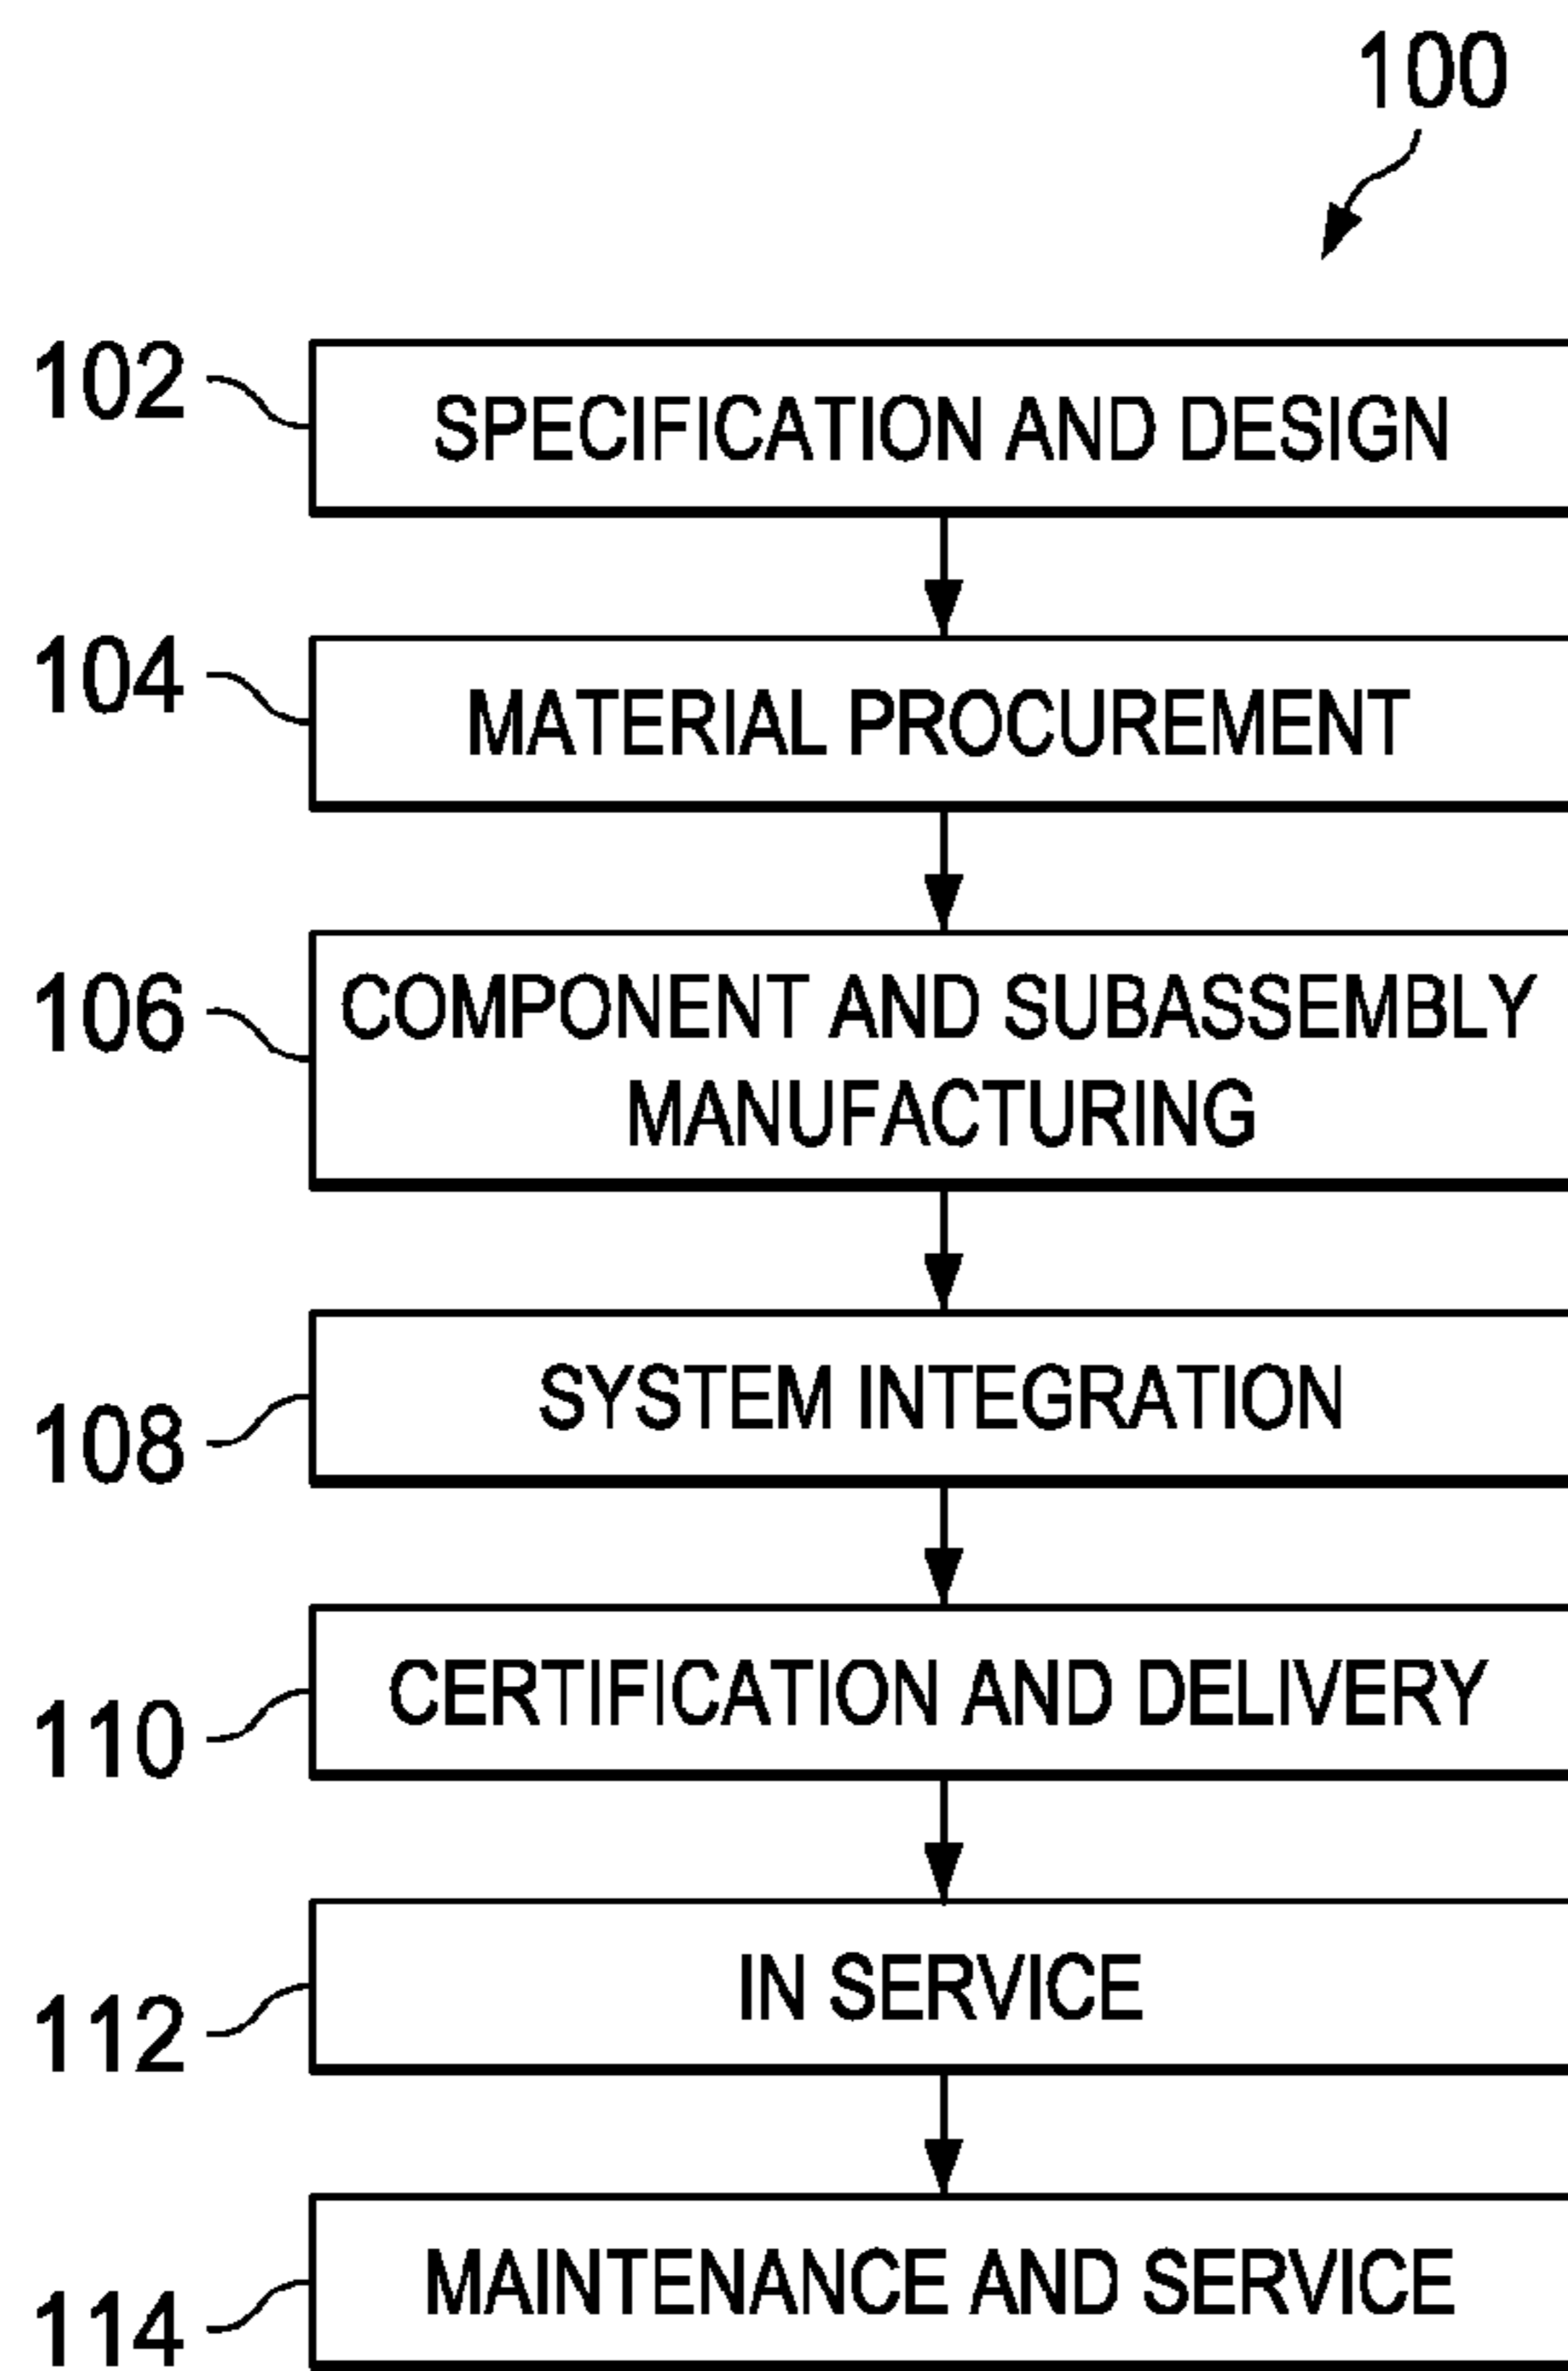 100
102
SPECIFICATION AND DESIGN
104
MATERIAL PROCUREMENT
106
COMPONENT AND SUBASSEMBLY
MANUFACTURING
108
SYSTEM INTEGRATION
110
CERTIFICATION AND DELIVERY
112
IN SERVICE
114
MAINTENANCE AND SERVICE